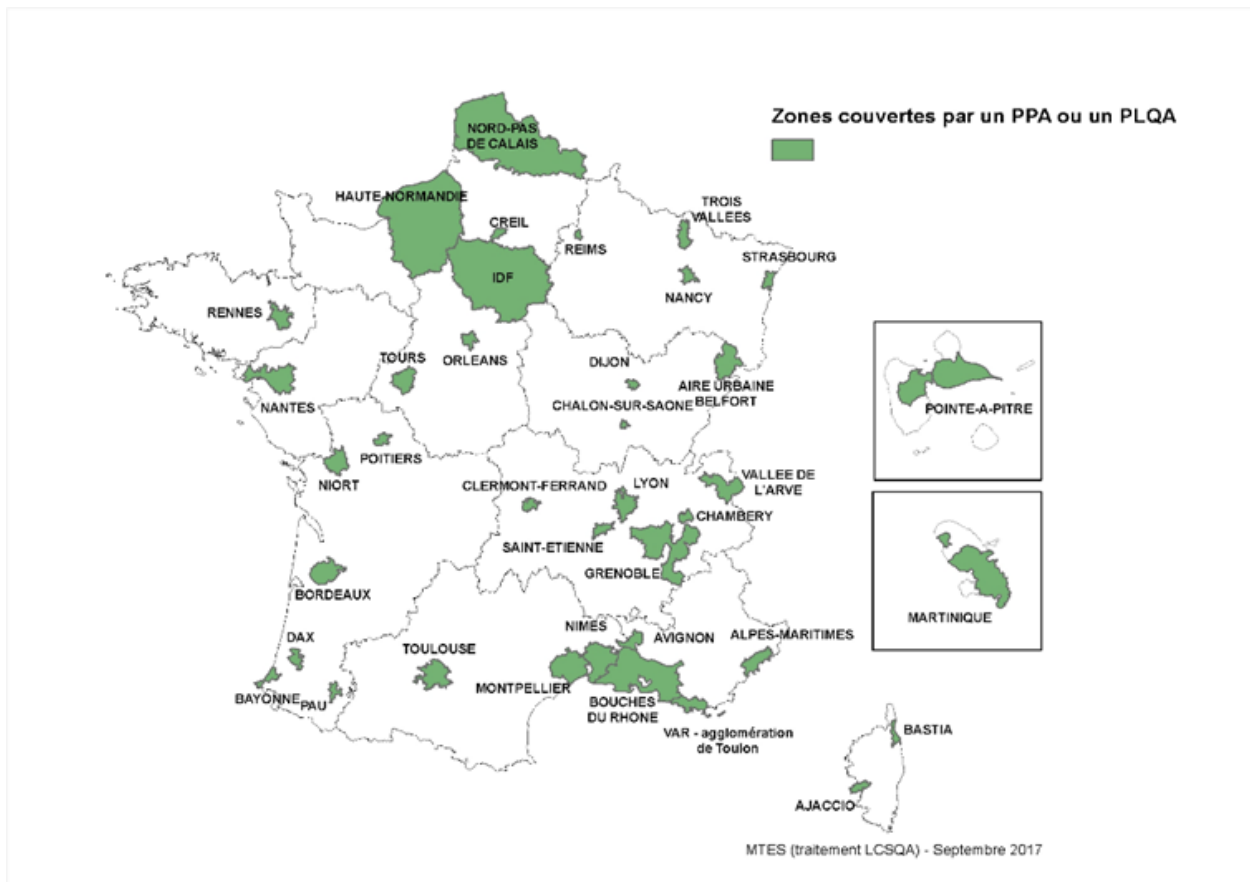 Zones couvertes par un PPA ou un PLQA
NORD-PAS
DE CALAIS
HAUTE-NORMANDIE
CREIL
REIMS
TROIS
VALLEES
STRASBOURG
IDF
NANCY
RENNES
ORLEANS
TOURS
DIJON
AIRE URBAINE
BELFORT
CHALON-SUR-SAONE
NANTES
POITIERS
NIORT
CLERMONT-FERRAND
LYON
VALLEE DE
L'ARVE
CHAMBERY
SAINT-ETIENNE
GRENOBLE
BORDEAUX
DAX
BAYONNE
PAU
TOULOUSE
NIMES
AVIGNON
ALPES-MARITIMES
MONTPELLIER
BOUCHES
DU RHONE
VAR - agglomération
de Toulon
POINTE-A-PITRE
MARTINIQUE
BASTIA
AJACCIO
MTES (traitement LCSQA) - Septembre 2017